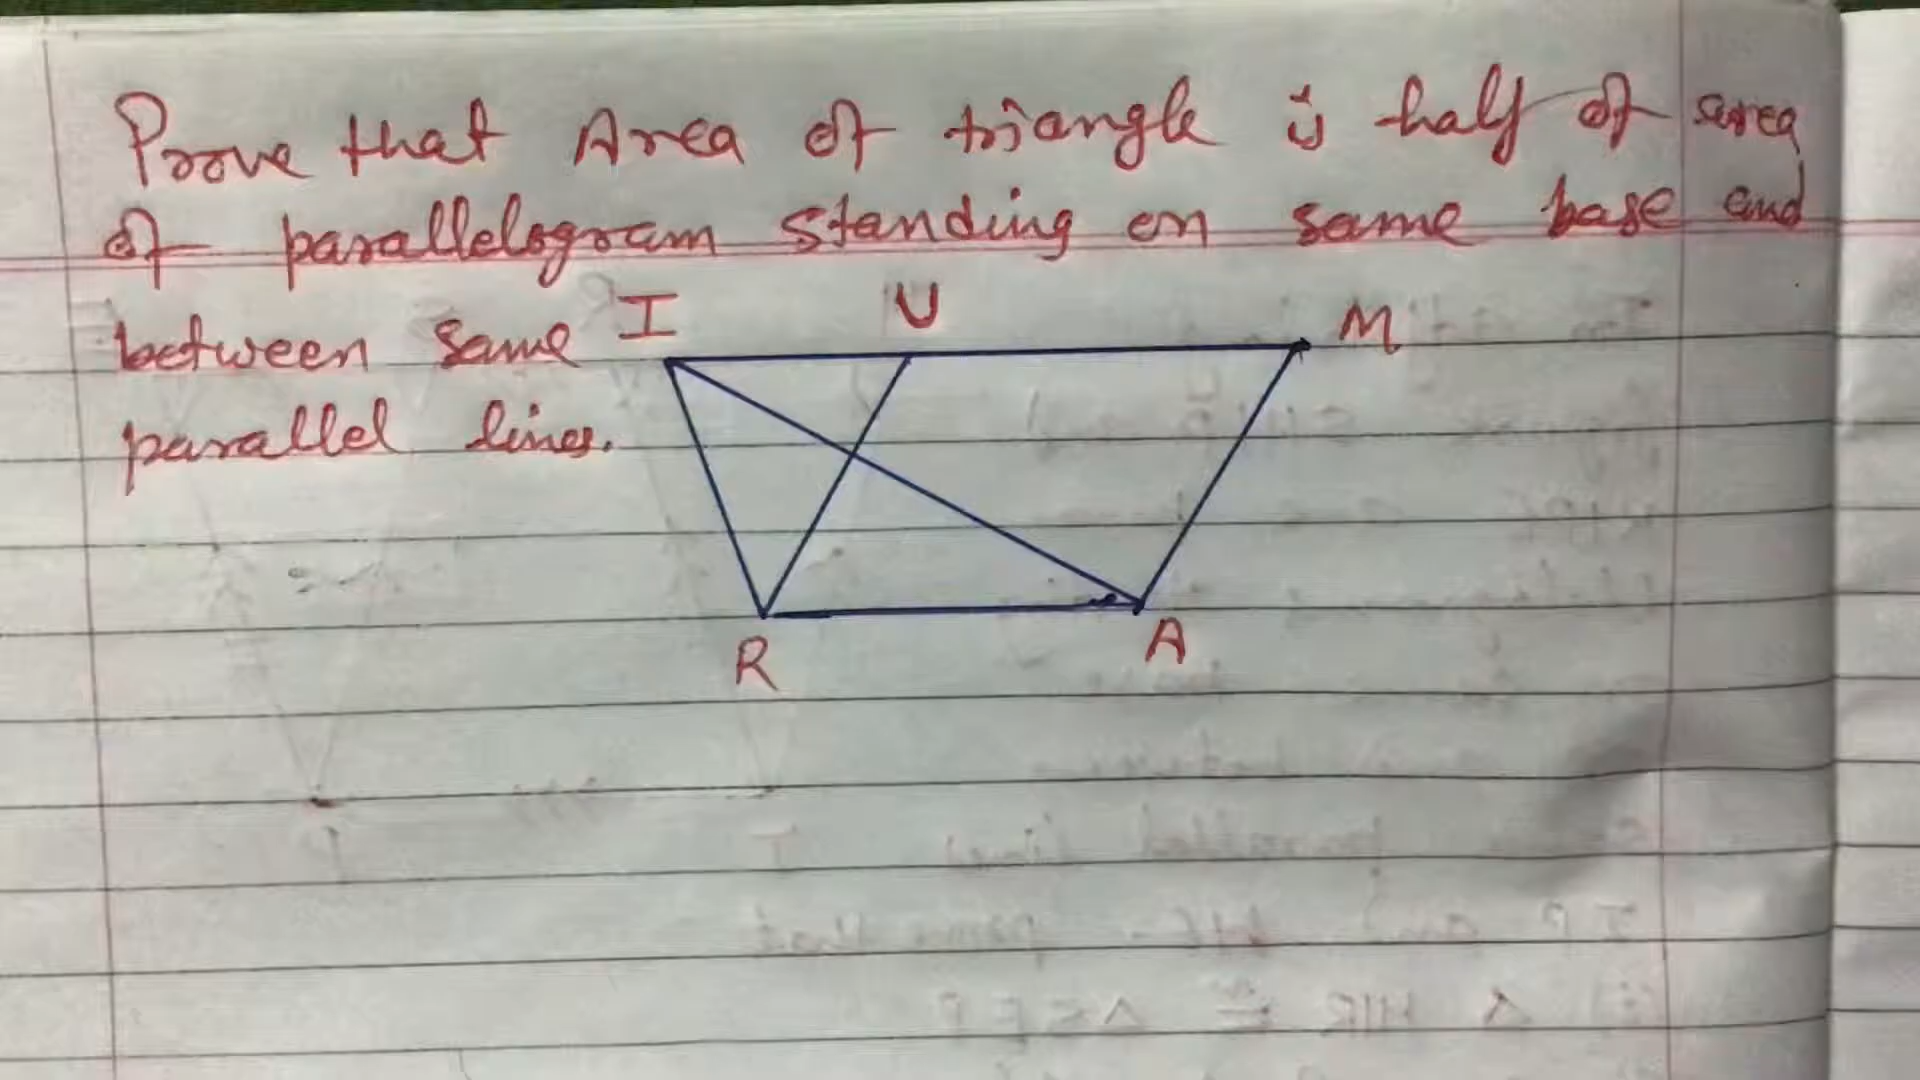 Prove that Area of triangle is half of area
of parallelogram standing on same base and
between same
parallel lines.
I U M
R A